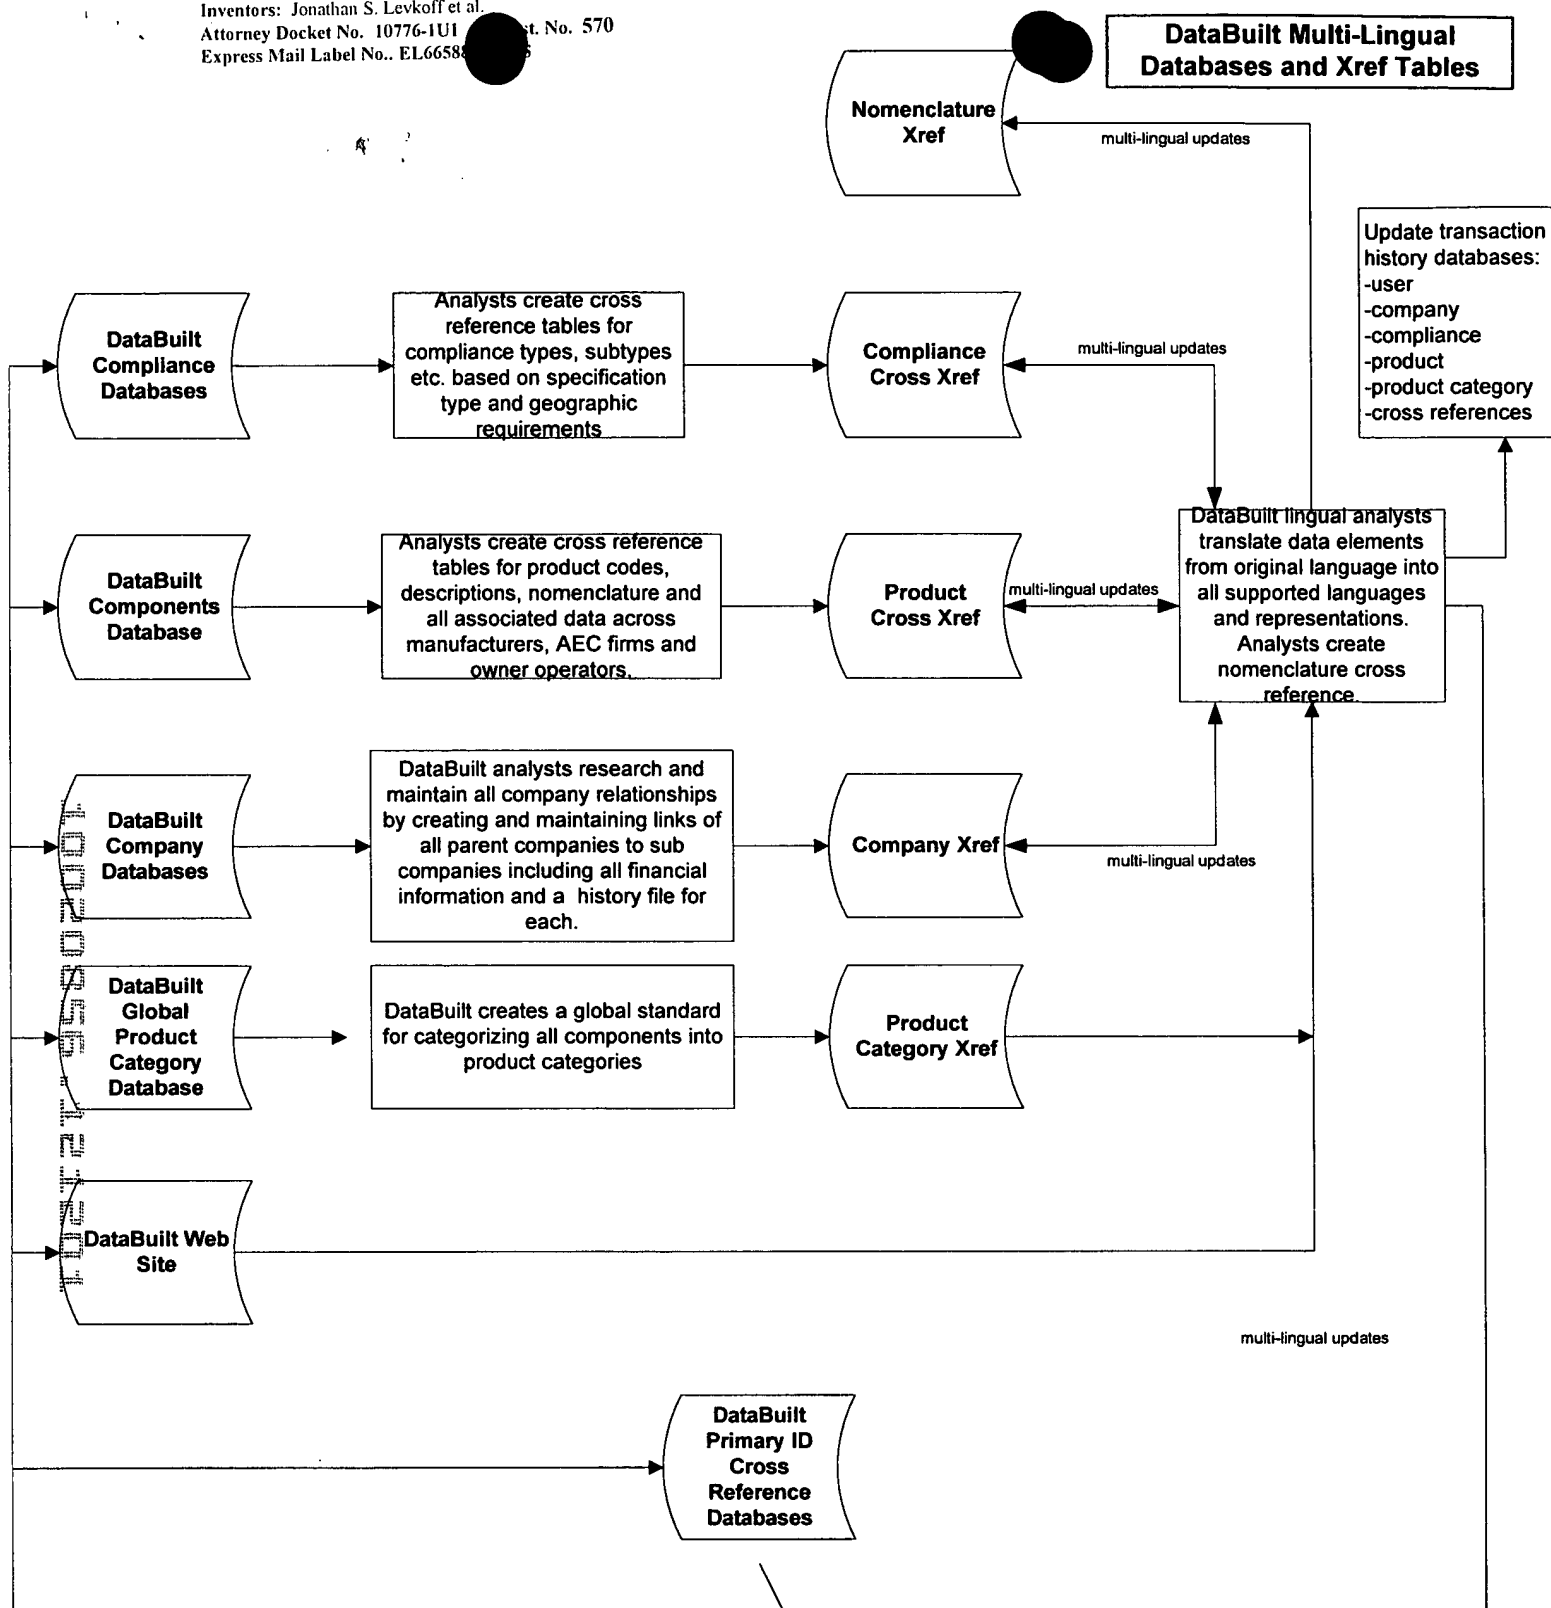 Inventors: Jonathan S. Levkoff et al.
Attorney Docket No. 10776-1U1 st. No. 570
Express Mail Label No.. EL6658
DataBuilt Multi-Lingual
Databases and Xref Tables
Nomenclature
Xref
multi-lingual updates
Update transaction
history databases:
-user
-company
-compliance
-product
-product category
-cross references
DataBuilt
Compliance
Databases
Analysts create cross
reference tables for
compliance types, subtypes
etc. based on specification
type and geographic
requirements
Compliance
Cross Xref
multi-lingual updates
DataBuilt
Components
Database
Analysts create cross reference
tables for product codes,
descriptions, nomenclature and
all associated data across
manufacturers, AEC firms and
owner operators.
Product
Cross Xref
multi-lingual updates
DataBuilt lingual analysts
translate data elements
from original language into
all supported languages
and representations.
Analysts create
nomenclature cross
reference.
DataBuilt
Company
Databases
DataBuilt analysts research and
maintain all company relationships
by creating and maintaining links of
all parent companies to sub
companies including all financial
information and a history file for
each.
Company Xref
multi-lingual updates
DataBuilt
Global
Product
Category
Database
DataBuilt creates a global standard
for categorizing all components into
product categories
Product
Category Xref
DataBuilt Web
Site
multi-lingual updates
DataBuilt
Primary ID
Cross
Reference
Databases